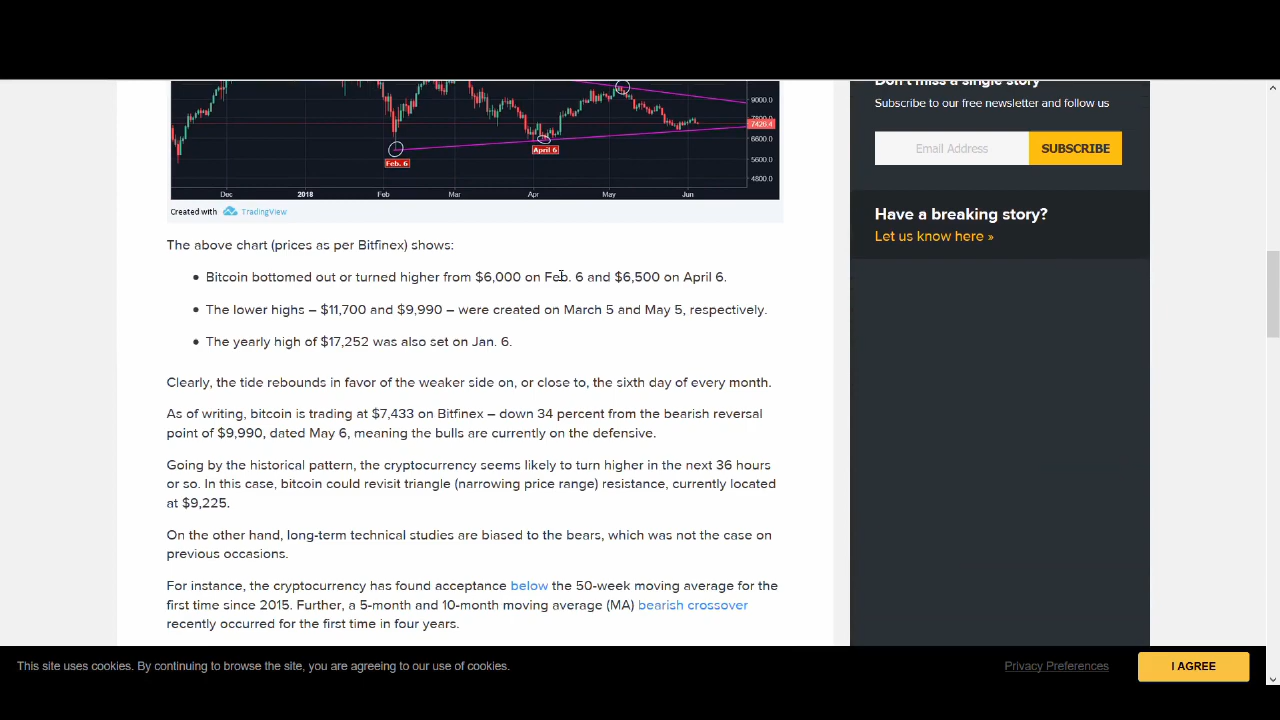 9000.0
7800.0
7426.4
6600.0
5600.0
4800.0
Feb. 6
April 6
Dec 2018 Feb Mar Apr May Jun
Created with TradingView
The above chart (prices as per Bitfinex) shows:
• Bitcoin bottomed out or turned higher from $6,000 on Feb. 6 and $6,500 on April 6.
• The lower highs – $11,700 and $9,990 – were created on March 5 and May 5, respectively.
• The yearly high of $17,252 was also set on Jan. 6.
Clearly, the tide rebounds in favor of the weaker side on, or close to, the sixth day of every month.
As of writing, bitcoin is trading at $7,433 on Bitfinex – down 34 percent from the bearish reversal
point of $9,990, dated May 6, meaning the bulls are currently on the defensive.
Going by the historical pattern, the cryptocurrency seems likely to turn higher in the next 36 hours
or so. In this case, bitcoin could revisit triangle (narrowing price range) resistance, currently located
at $9,225.
On the other hand, long-term technical studies are biased to the bears, which was not the case on
previous occasions.
For instance, the cryptocurrency has found acceptance below the 50-week moving average for the
first time since 2015. Further, a 5-month and 10-month moving average (MA) bearish crossover
recently occurred for the first time in four years.
Don't miss a single story
Subscribe to our free newsletter and follow us
Email Address SUBSCRIBE
Have a breaking story?
Let us know here »
This site uses cookies. By continuing to browse the site, you are agreeing to our use of cookies.
Privacy Preferences I AGREE